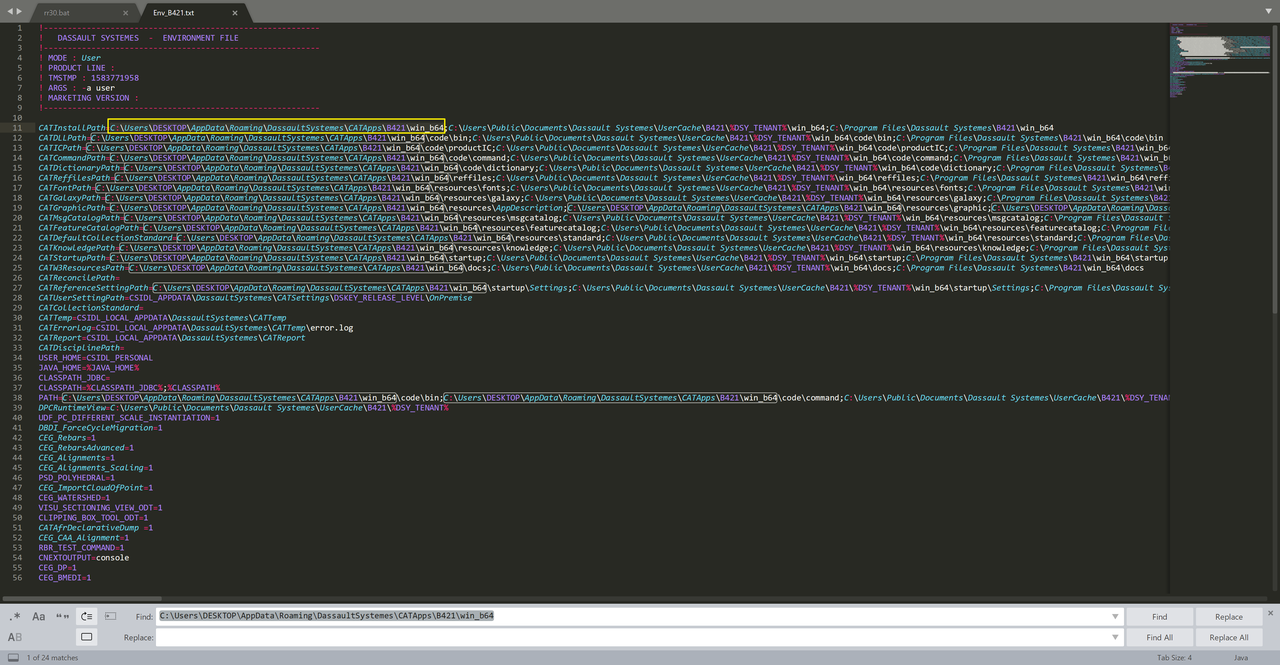 rr30.bat × Env_B421.txt ×
1 !-----------------------------------------------------------
2 ! DASSAULT SYSTEMES - ENVIRONMENT FILE
3 !-----------------------------------------------------------
4 ! MODE : User
5 ! PRODUCT LINE :
6 ! TMSTMP : 1583771958
7 ! ARGS : -a user
8 ! MARKETING VERSION :
9 !-----------------------------------------------------------
10
11 CATInstallPath=C:\Users\DESKTOP\AppData\Roaming\DassaultSystemes\CATApps\B421\win_b64;C:\Users\Public\Documents\Dassault Systemes\UserCache\B421\%DSY_TENANT%\win_b64;C:\Program Files\Dassault Systemes\B421\win_b64
12 CATDLLPath=C:\Users\DESKTOP\AppData\Roaming\DassaultSystemes\CATApps\B421\win_b64\code\bin;C:\Users\Public\Documents\Dassault Systemes\UserCache\B421\%DSY_TENANT%\win_b64\code\bin;C:\Program Files\Dassault Systemes\B421\win_b64\code\bin
13 CATICPath=C:\Users\DESKTOP\AppData\Roaming\DassaultSystemes\CATApps\B421\win_b64\code\productIC;C:\Users\Public\Documents\Dassault Systemes\UserCache\B421\%DSY_TENANT%\win_b64\code\productIC;C:\Program Files\Dassault Systemes\B421\win_b64\co
14 CATCommandPath=C:\Users\DESKTOP\AppData\Roaming\DassaultSystemes\CATApps\B421\win_b64\code\command;C:\Users\Public\Documents\Dassault Systemes\UserCache\B421\%DSY_TENANT%\win_b64\code\command;C:\Program Files\Dassault Systemes\B421\win_b6
15 CATDictionaryPath=C:\Users\DESKTOP\AppData\Roaming\DassaultSystemes\CATApps\B421\win_b64\code\dictionary;C:\Users\Public\Documents\Dassault Systemes\UserCache\B421\%DSY_TENANT%\win_b64\code\dictionary;C:\Program Files\Dassault Systemes\B42
16 CATReffilesPath=C:\Users\DESKTOP\AppData\Roaming\DassaultSystemes\CATApps\B421\win_b64\reffiles;C:\Users\Public\Documents\Dassault Systemes\UserCache\B421\%DSY_TENANT%\win_b64\reffiles;C:\Program Files\Dassault Systemes\B421\win_b64\reffi
17 CATFontPath=C:\Users\DESKTOP\AppData\Roaming\DassaultSystemes\CATApps\B421\win_b64\resources\fonts;C:\Users\Public\Documents\Dassault Systemes\UserCache\B421\%DSY_TENANT%\win_b64\resources\fonts;C:\Program Files\Dassault Systemes\B421\win
18 CATGalaxyPath=C:\Users\DESKTOP\AppData\Roaming\DassaultSystemes\CATApps\B421\win_b64\resources\galaxy;C:\Users\Public\Documents\Dassault Systemes\UserCache\B421\%DSY_TENANT%\win_b64\resources\galaxy;C:\Program Files\Dassault Systemes\B421
19 CATGraphicPath=C:\Users\DESKTOP\AppData\Roaming\DassaultSystemes\CATApps\B421\win_b64\resources\AppDescription;C:\Users\DESKTOP\AppData\Roaming\DassaultSystemes\CATApps\B421\win_b64\resources\graphic;C:\Users\DESKTOP\AppData\Roaming\Dass
20 CATMsgCatalogPath=C:\Users\DESKTOP\AppData\Roaming\DassaultSystemes\CATApps\B421\win_b64\resources\msgcatalog;C:\Users\Public\Documents\Dassault Systemes\UserCache\B421\%DSY_TENANT%\win_b64\resources\msgcatalog;C:\Program Files\Dassault S
21 CATFeatureCatalogPath=C:\Users\DESKTOP\AppData\Roaming\DassaultSystemes\CATApps\B421\win_b64\resources\featurecatalog;C:\Users\Public\Documents\Dassault Systemes\UserCache\B421\%DSY_TENANT%\win_b64\resources\featurecatalog;C:\Program Fil
22 CATDefaultCollectionStandard=C:\Users\DESKTOP\AppData\Roaming\DassaultSystemes\CATApps\B421\win_b64\resources\standard;C:\Users\Public\Documents\Dassault Systemes\UserCache\B421\%DSY_TENANT%\win_b64\resources\standard;C:\Program Files\Da
23 CATKnowledgePath=C:\Users\DESKTOP\AppData\Roaming\DassaultSystemes\CATApps\B421\win_b64\resources\knowledge;C:\Users\Public\Documents\Dassault Systemes\UserCache\B421\%DSY_TENANT%\win_b64\resources\knowledge;C:\Program Files\Dassault Sys
24 CATStartupPath=C:\Users\DESKTOP\AppData\Roaming\DassaultSystemes\CATApps\B421\win_b64\startup;C:\Users\Public\Documents\Dassault Systemes\UserCache\B421\%DSY_TENANT%\win_b64\startup;C:\Program Files\Dassault Systemes\B421\win_b64\startup
25 CATW3ResourcesPath=C:\Users\DESKTOP\AppData\Roaming\DassaultSystemes\CATApps\B421\win_b64\docs;C:\Users\Public\Documents\Dassault Systemes\UserCache\B421\%DSY_TENANT%\win_b64\docs;C:\Program Files\Dassault Systemes\B421\win_b64\docs
26 CATReconcilePath=
27 CATReferenceSettingPath=C:\Users\DESKTOP\AppData\Roaming\DassaultSystemes\CATApps\B421\win_b64\startup\Settings;C:\Users\Public\Documents\Dassault Systemes\UserCache\B421\%DSY_TENANT%\win_b64\startup\Settings;C:\Program Files\Dassault Sy
28 CATUserSettingPath=CSIDL_APPDATA\DassaultSystemes\CATSettings\DSKEY_RELEASE_LEVEL\OnPremise
29 CATCollectionStandard=
30 CATTemp=CSIDL_LOCAL_APPDATA\DassaultSystemes\CATTemp
31 CATErrorLog=CSIDL_LOCAL_APPDATA\DassaultSystemes\CATTemp\error.log
32 CATReport=CSIDL_LOCAL_APPDATA\DassaultSystemes\CATReport
33 CATDisciplinePath=
34 USER_HOME=CSIDL_PERSONAL
35 JAVA_HOME=%JAVA_HOME%
36 CLASSPATH_JDBC=
37 CLASSPATH=%CLASSPATH_JDBC%;%CLASSPATH%
38 PATH=C:\Users\DESKTOP\AppData\Roaming\DassaultSystemes\CATApps\B421\win_b64\code\bin;C:\Users\DESKTOP\AppData\Roaming\DassaultSystemes\CATApps\B421\win_b64\code\command;C:\Users\Public\Documents\Dassault Systemes\UserCache\B421\%DSY_TENA
39 DPCRuntimeView=C:\Users\Public\Documents\Dassault Systemes\UserCache\B421\%DSY_TENANT%
40 UDF_PC_DIFFERENT_SCALE_INSTANTIATION=1
41 DBDI_ForceCycleMigration=1
42 CEG_Rebars=1
43 CEG_RebarsAdvanced=1
44 CEG_Alignments=1
45 CEG_Alignments_Scaling=1
46 PSD_POLYHEDRAL=1
47 CEG_ImportCloudOfPoint=1
48 CEG_WATERSHED=1
49 VISU_SECTIONING_VIEW_ODT=1
50 CLIPPING_BOX_TOOL_ODT=1
51 CATAfrDeclarativeDump =1
52 CEG_CAA_Alignment=1
53 RBR_TEST_COMMAND=1
54 CNEXTOUTPUT=console
55 CEG_DP=1
56 CEG_BMEDI=1
.* Aa “” Find: C:\Users\DESKTOP\AppData\Roaming\DassaultSystemes\CATApps\B421\win_b64 Find Replace ×
AB Replace: Find All Replace All
1 of 24 matches Tab Size: 4 Java